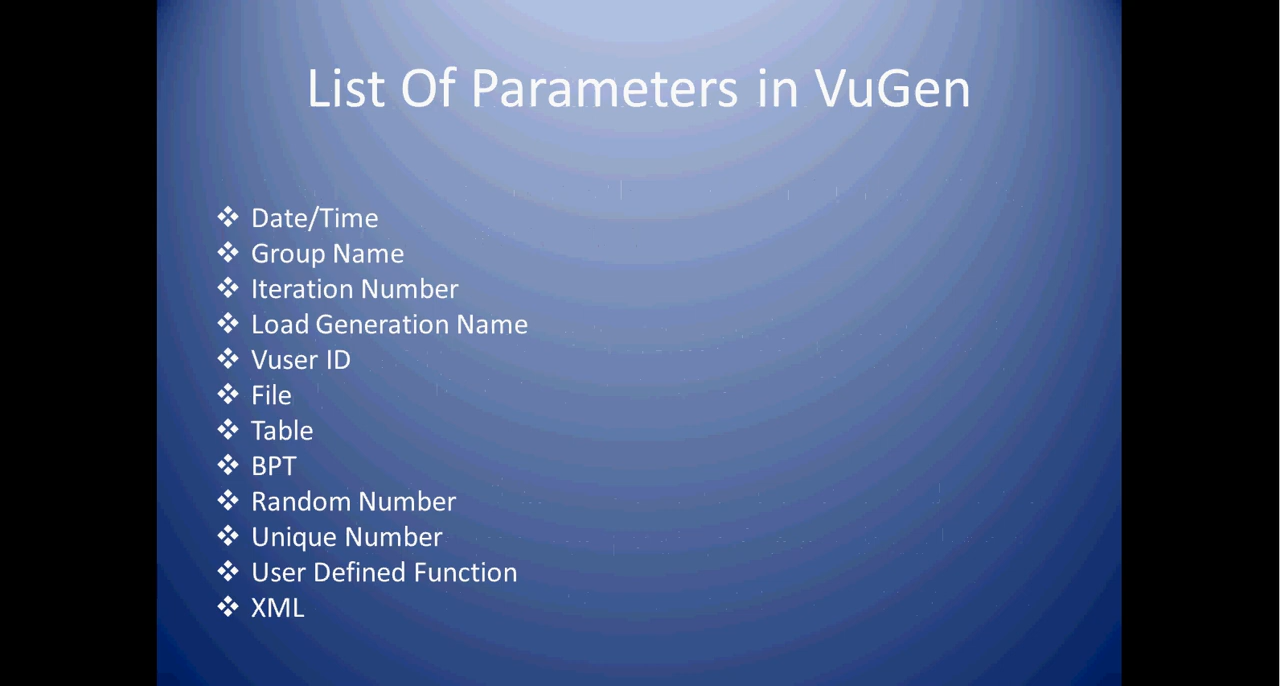 List Of Parameters in VuGen
❖ Date/Time
❖ Group Name
❖ Iteration Number
❖ Load Generation Name
❖ Vuser ID
❖ File
❖ Table
❖ BPT
❖ Random Number
❖ Unique Number
❖ User Defined Function
❖ XML